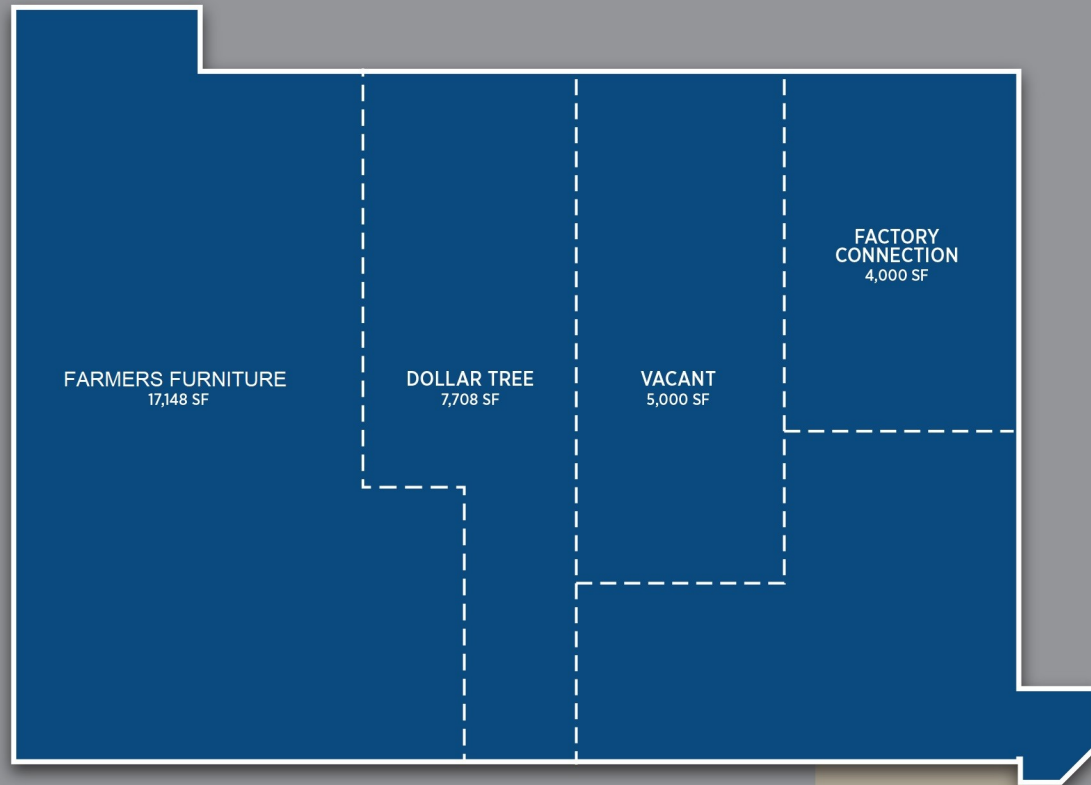 FARMERS FURNITURE
17,148 SF
DOLLAR TREE
7,708 SF
VACANT
5,000 SF
FACTORY
CONNECTION
4,000 SF